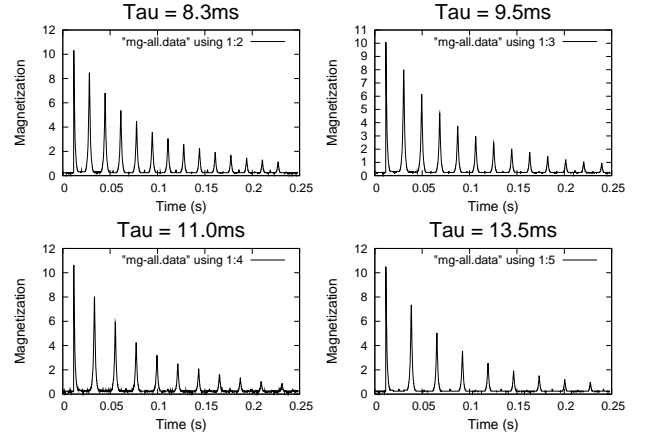 Tau = 8.3ms
12
10
8
6
4
2
0
Magnetization
"mg-all.data" using 1:2
0 0.05 0.1 0.15 0.2 0.25
Time (s)
Tau = 9.5ms
11
10
9
8
7
6
5
4
3
2
1
0
Magnetization
"mg-all.data" using 1:3
0 0.05 0.1 0.15 0.2 0.25
Time (s)
Tau = 11.0ms
12
10
8
6
4
2
0
Magnetization
"mg-all.data" using 1:4
0 0.05 0.1 0.15 0.2 0.25
Time (s)
Tau = 13.5ms
12
10
8
6
4
2
0
Magnetization
"mg-all.data" using 1:5
0 0.05 0.1 0.15 0.2 0.25
Time (s)